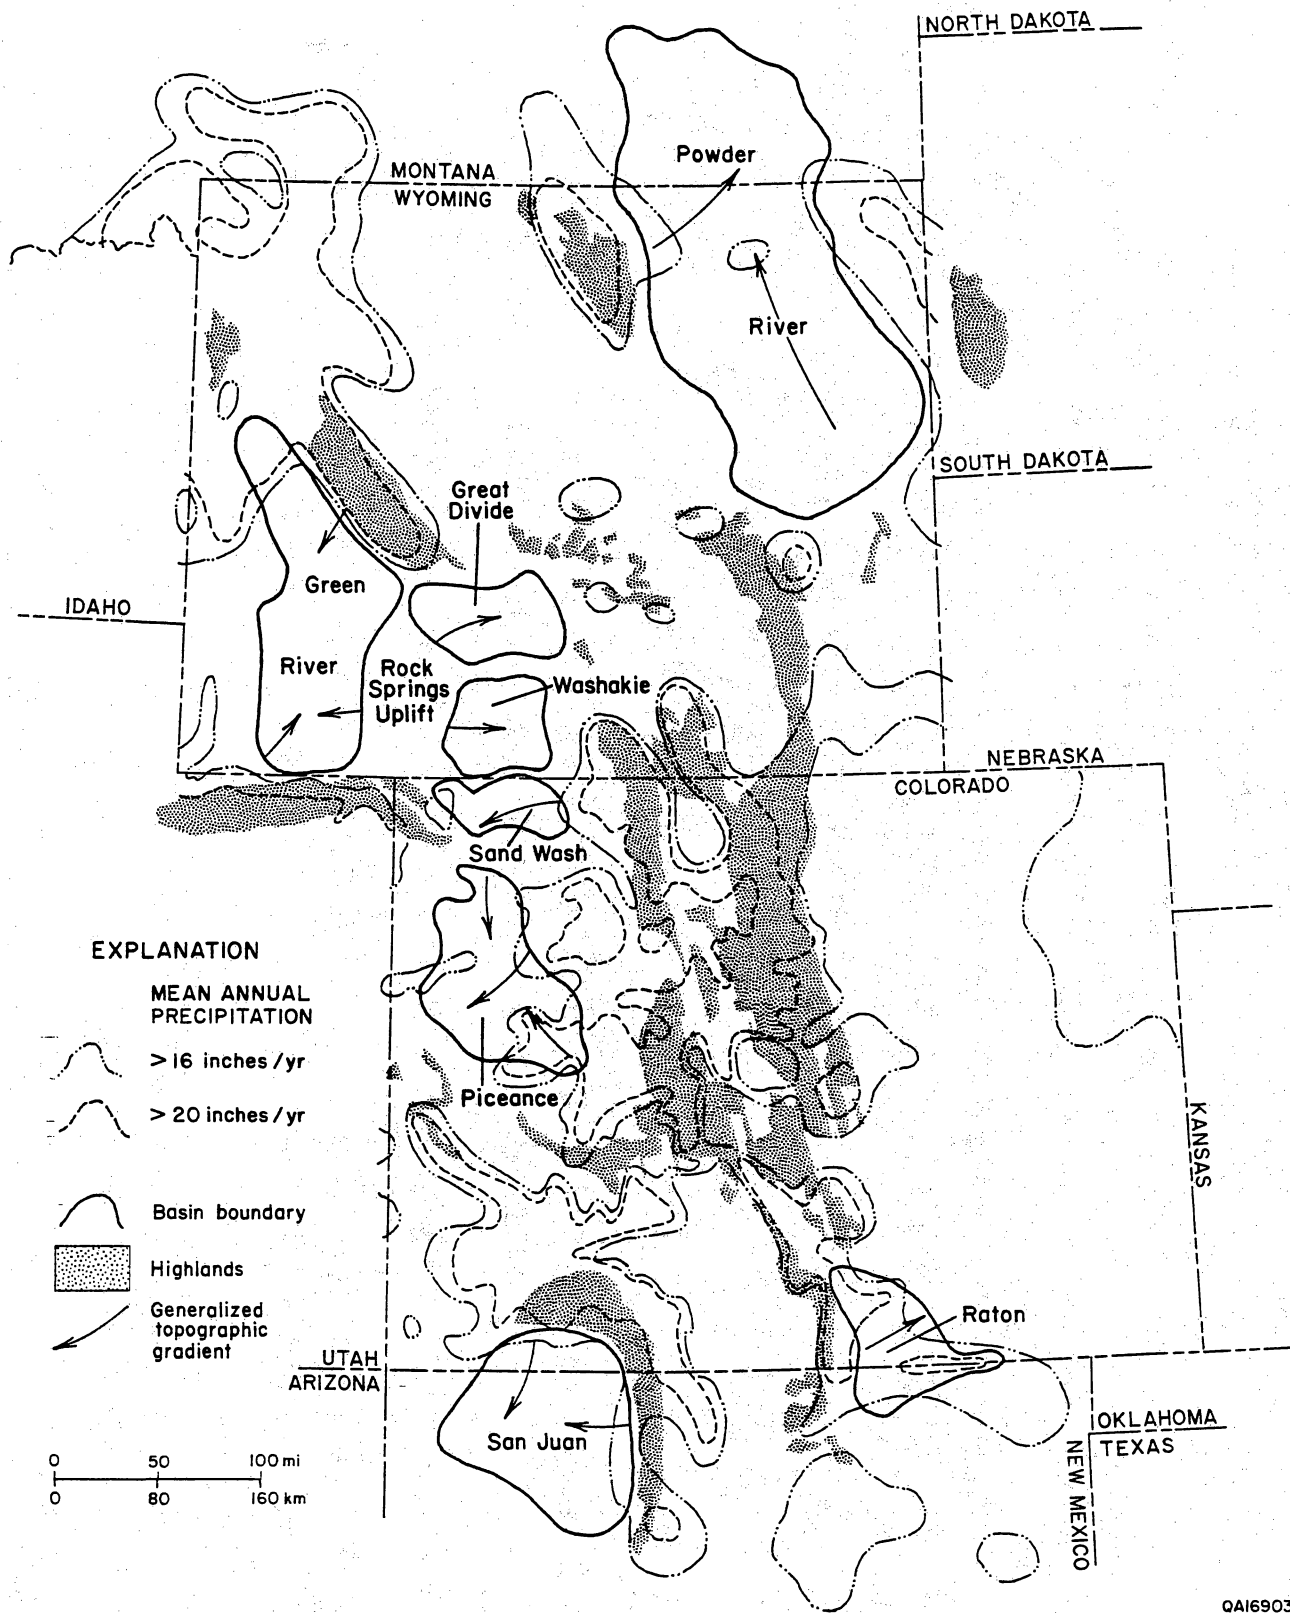 NORTH DAKOTA
Powder
MONTANA
WYOMING
River
SOUTH DAKOTA
Great
Divide
Green
IDAHO
River
Rock
Springs
Uplift
Washakie
NEBRASKA
COLORADO
Sand Wash
EXPLANATION
MEAN ANNUAL
PRECIPITATION
>16 inches/yr
>20 inches/yr
Basin boundary
Highlands
Generalized
topographic
gradient
Piceance
KANSAS
Raton
UTAH
ARIZONA
San Juan
OKLAHOMA
TEXAS
NEW MEXICO
0 50 100 mi
0 80 160 km
QA16903